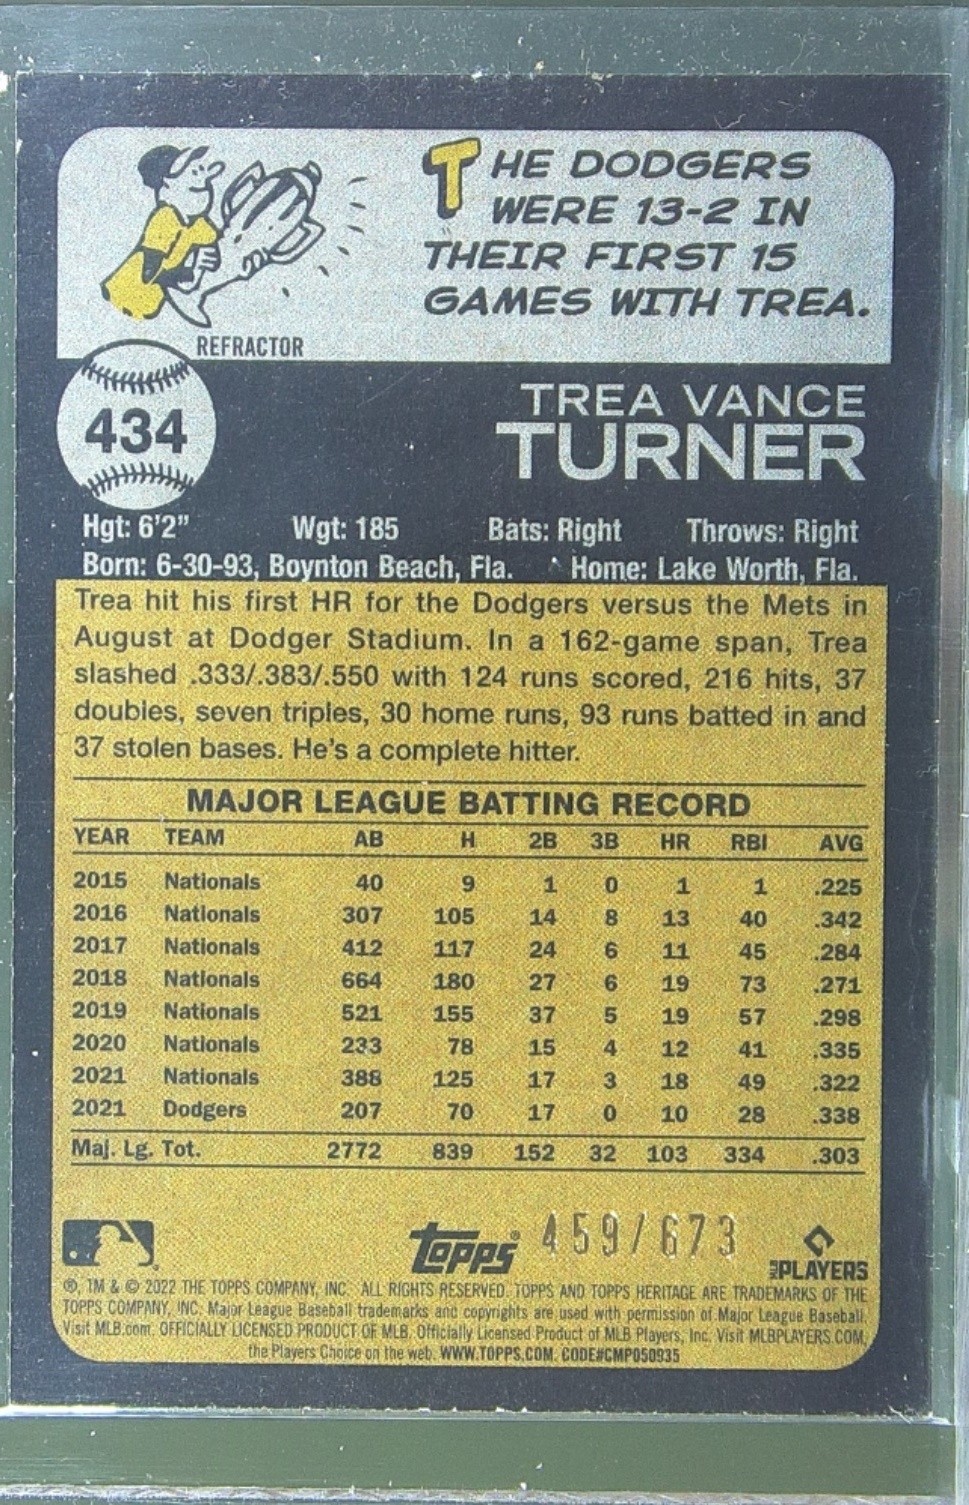 THE DODGERS
WERE 13-2 IN
THEIR FIRST 15
GAMES WITH TREA.
REFRACTOR
434
TREA VANCE
TURNER
Hgt: 6'2" Wgt: 185 Bats: Right Throws: Right
Born: 6-30-93, Boynton Beach, Fla. Home: Lake Worth, Fla.
Trea hit his first HR for the Dodgers versus the Mets in
August at Dodger Stadium. In a 162-game span, Trea
slashed .333/.383/.550 with 124 runs scored, 216 hits, 37
doubles, seven triples, 30 home runs, 93 runs batted in and
37 stolen bases. He's a complete hitter.
MAJOR LEAGUE BATTING RECORD
YEAR TEAM AB H 2B 3B HR RBI AVG
2015 Nationals 40 9 1 0 1 1 .225
2016 Nationals 307 105 14 8 13 40 .342
2017 Nationals 412 117 24 6 11 45 .284
2018 Nationals 664 180 27 6 19 73 .271
2019 Nationals 521 155 37 5 19 57 .298
2020 Nationals 233 78 15 4 12 41 .335
2021 Nationals 388 125 17 3 18 49 .322
2021 Dodgers 207 70 17 0 10 28 .338
Maj. Lg. Tot. 2772 839 152 32 103 334 .303
Topps® 459/673
MLB PLAYERS
®, TM & © 2022 THE TOPPS COMPANY, INC. ALL RIGHTS RESERVED. TOPPS AND TOPPS HERITAGE ARE TRADEMARKS OF THE
TOPPS COMPANY, INC. Major League Baseball trademarks and copyrights are used with permission of Major League Baseball.
Visit MLB.com. OFFICIALLY LICENSED PRODUCT OF MLB. Officially Licensed Product of MLB Players, Inc. Visit MLBPLAYERS.COM,
the Players Choice on the web. WWW.TOPPS.COM. CODE#CMP050935